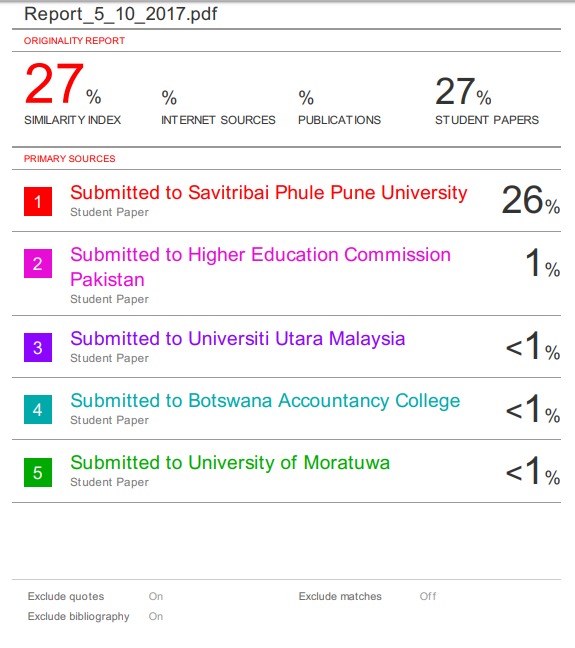 Report_5_10_2017.pdf
ORIGINALITY REPORT
27% % % 27%
SIMILARITY INDEX INTERNET SOURCES PUBLICATIONS STUDENT PAPERS
PRIMARY SOURCES
1 Submitted to Savitribai Phule Pune University 26%
Student Paper
2 Submitted to Higher Education Commission 1%
Pakistan
Student Paper
3 Submitted to Universiti Utara Malaysia <1%
Student Paper
4 Submitted to Botswana Accountancy College <1%
Student Paper
5 Submitted to University of Moratuwa <1%
Student Paper
Exclude quotes On Exclude matches Off
Exclude bibliography On